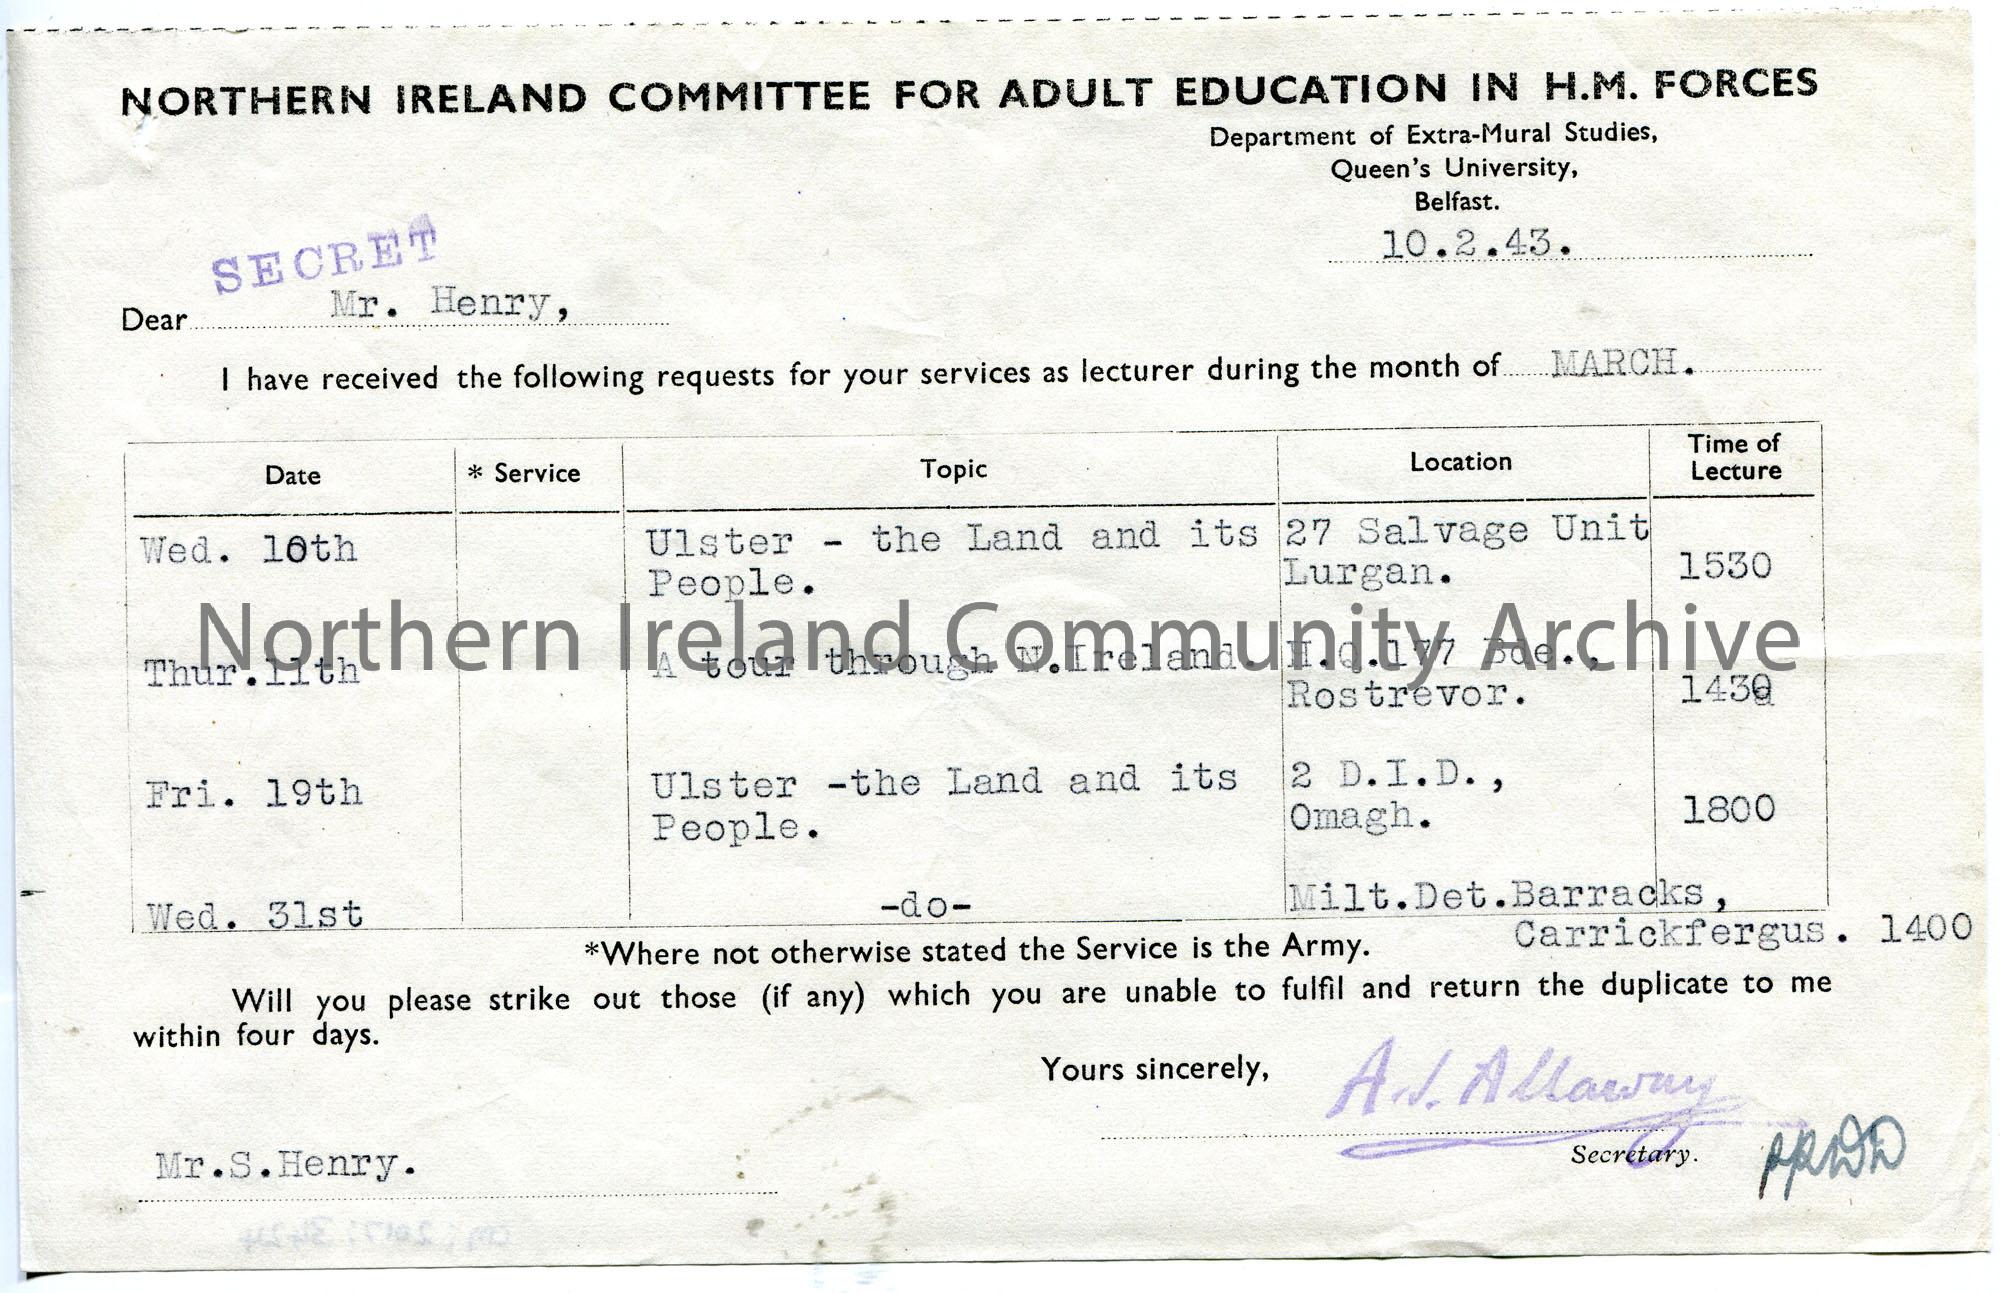 NORTHERN IRELAND COMMITTEE FOR ADULT EDUCATION IN H.M. FORCES
Department of Extra-Mural Studies,
Queen's University,
Belfast.
10.2.43.
SECRET
Dear Mr. Henry,
I have received the following requests for your services as lecturer during the month of MARCH.
Date * Service Topic Location Time of Lecture
Wed. 10th Ulster - the Land and its 27 Salvage Unit
People. Lurgan. 1530
Northern Ireland Community Archive
Thur.11th A tour through N.Ireland. H.Q.177 Bde.,
Rostrevor. 1430
Fri. 19th Ulster -the Land and its 2 D.I.D.,
People. Omagh. 1800
Wed. 31st -do- Milt.Det.Barracks,
Carrickfergus. 1400
*Where not otherwise stated the Service is the Army.
Will you please strike out those (if any) which you are unable to fulfil and return the duplicate to me
within four days.
Yours sincerely,
A.J. Allaway
Secretary.
Mr.S.Henry.